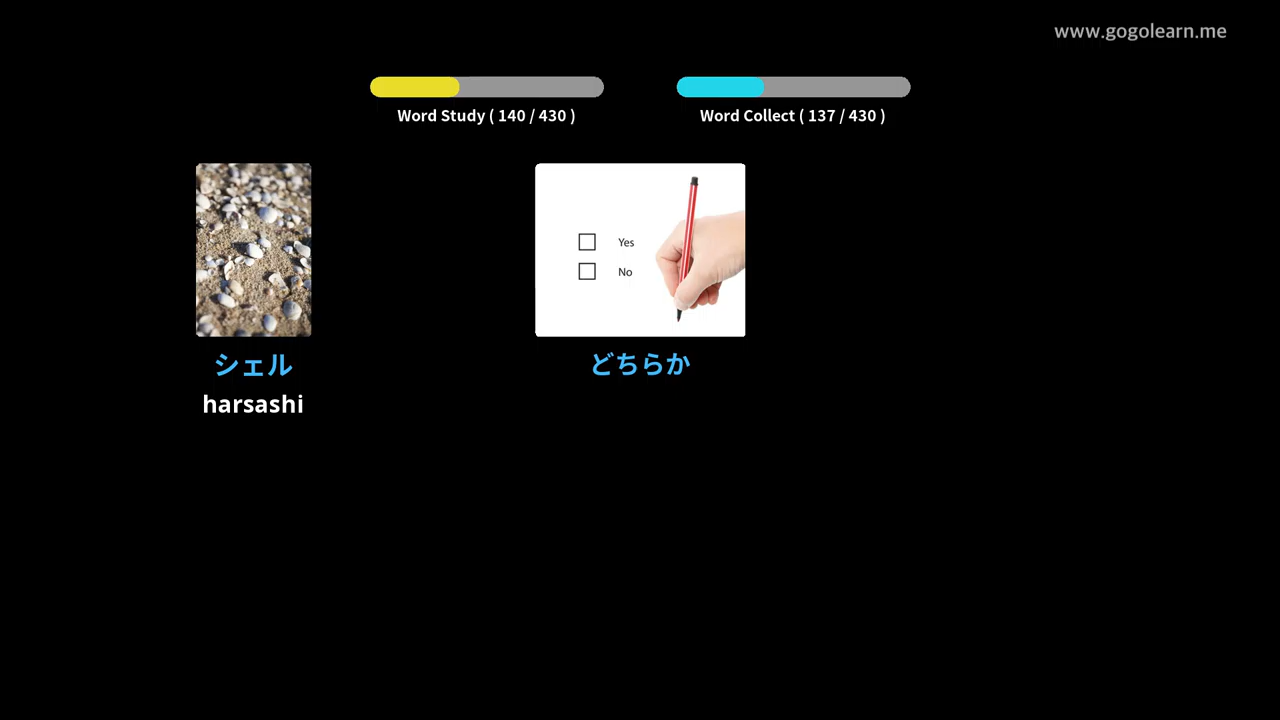 www.gogolearn.me
Word Study ( 140 / 430 )
Word Collect ( 137 / 430 )
Yes
No
シェル
どちらか
harsashi